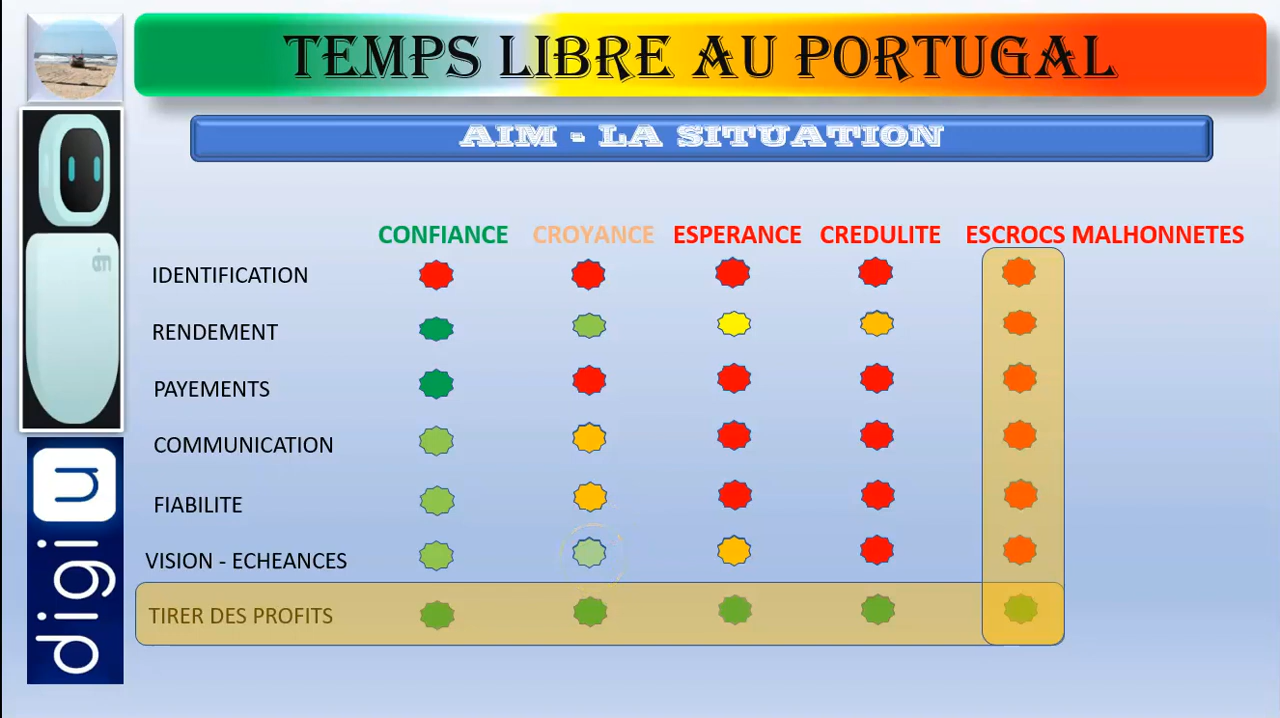 TEMPS LIBRE AU PORTUGAL
AIM - LA SITUATION
CONFIANCE CROYANCE ESPERANCE CREDULITE ESCROCS MALHONNETES
IDENTIFICATION
RENDEMENT
PAYEMENTS
COMMUNICATION
FIABILITE
VISION - ECHEANCES
TIRER DES PROFITS
aim
digi u